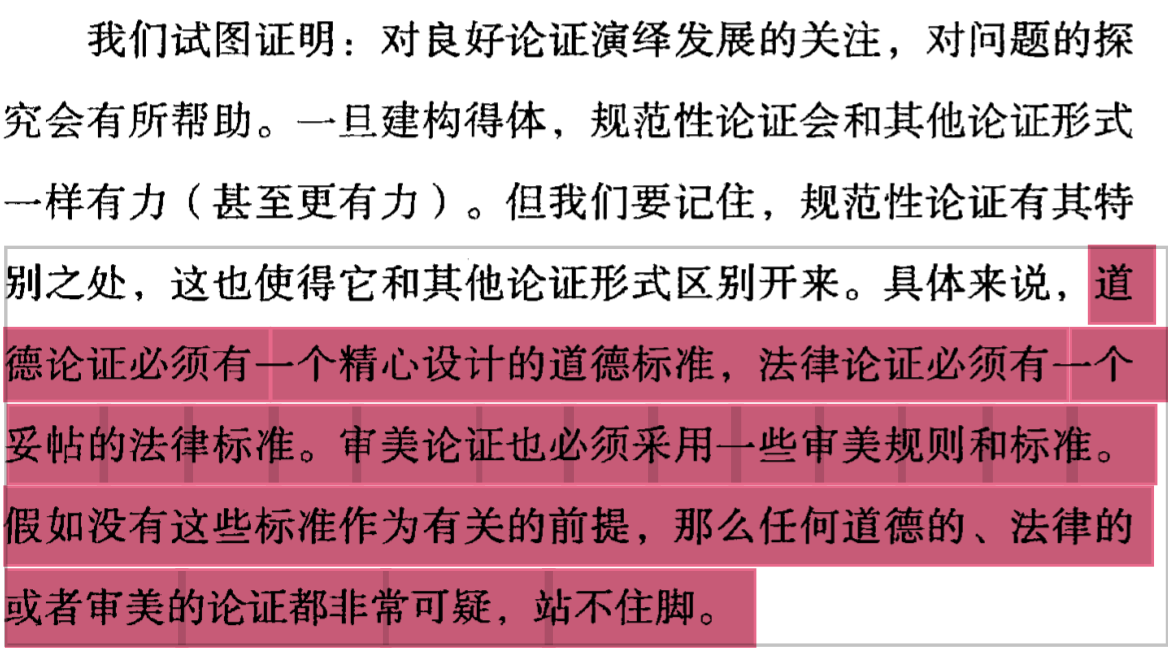 我们试图证明：对良好论证演绎发展的关注，对问题的探
究会有所帮助。一旦建构得体，规范性论证会和其他论证形式
一样有力（甚至更有力）。但我们要记住，规范性论证有其特
别之处，这也使得它和其他论证形式区别开来。具体来说，道
德论证必须有一个精心设计的道德标准，法律论证必须有一个
妥帖的法律标准。审美论证也必须采用一些审美规则和标准。
假如没有这些标准作为有关的前提，那么任何道德的、法律的
或者审美的论证都非常可疑，站不住脚。